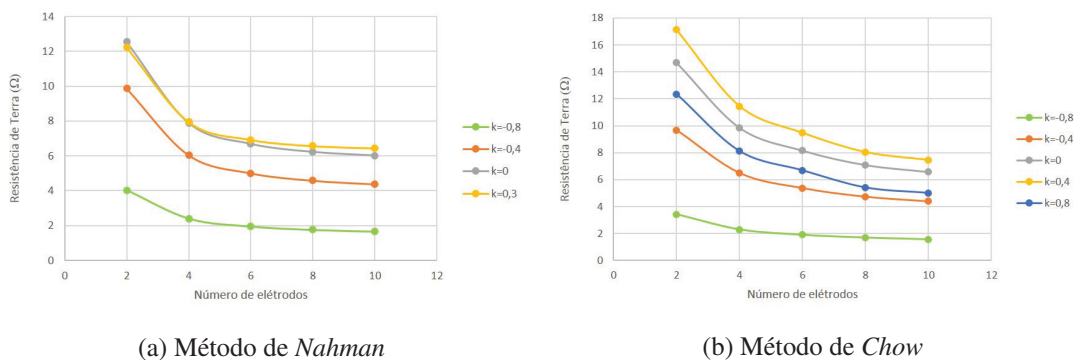 14
12
10
8
6
4
2
0
0 2 4 6 8 10 12
Resistência de Terra (Ω)
Número de elétrodos
k=-0,8
k=-0,4
k=0
k=0,3
(a) Método de Nahman
18
16
14
12
10
8
6
4
2
0
0 2 4 6 8 10 12
Resistência de Terra (Ω)
Número de elétrodos
k=-0,8
k=-0,4
k=0
k=0,4
k=0,8
(b) Método de Chow